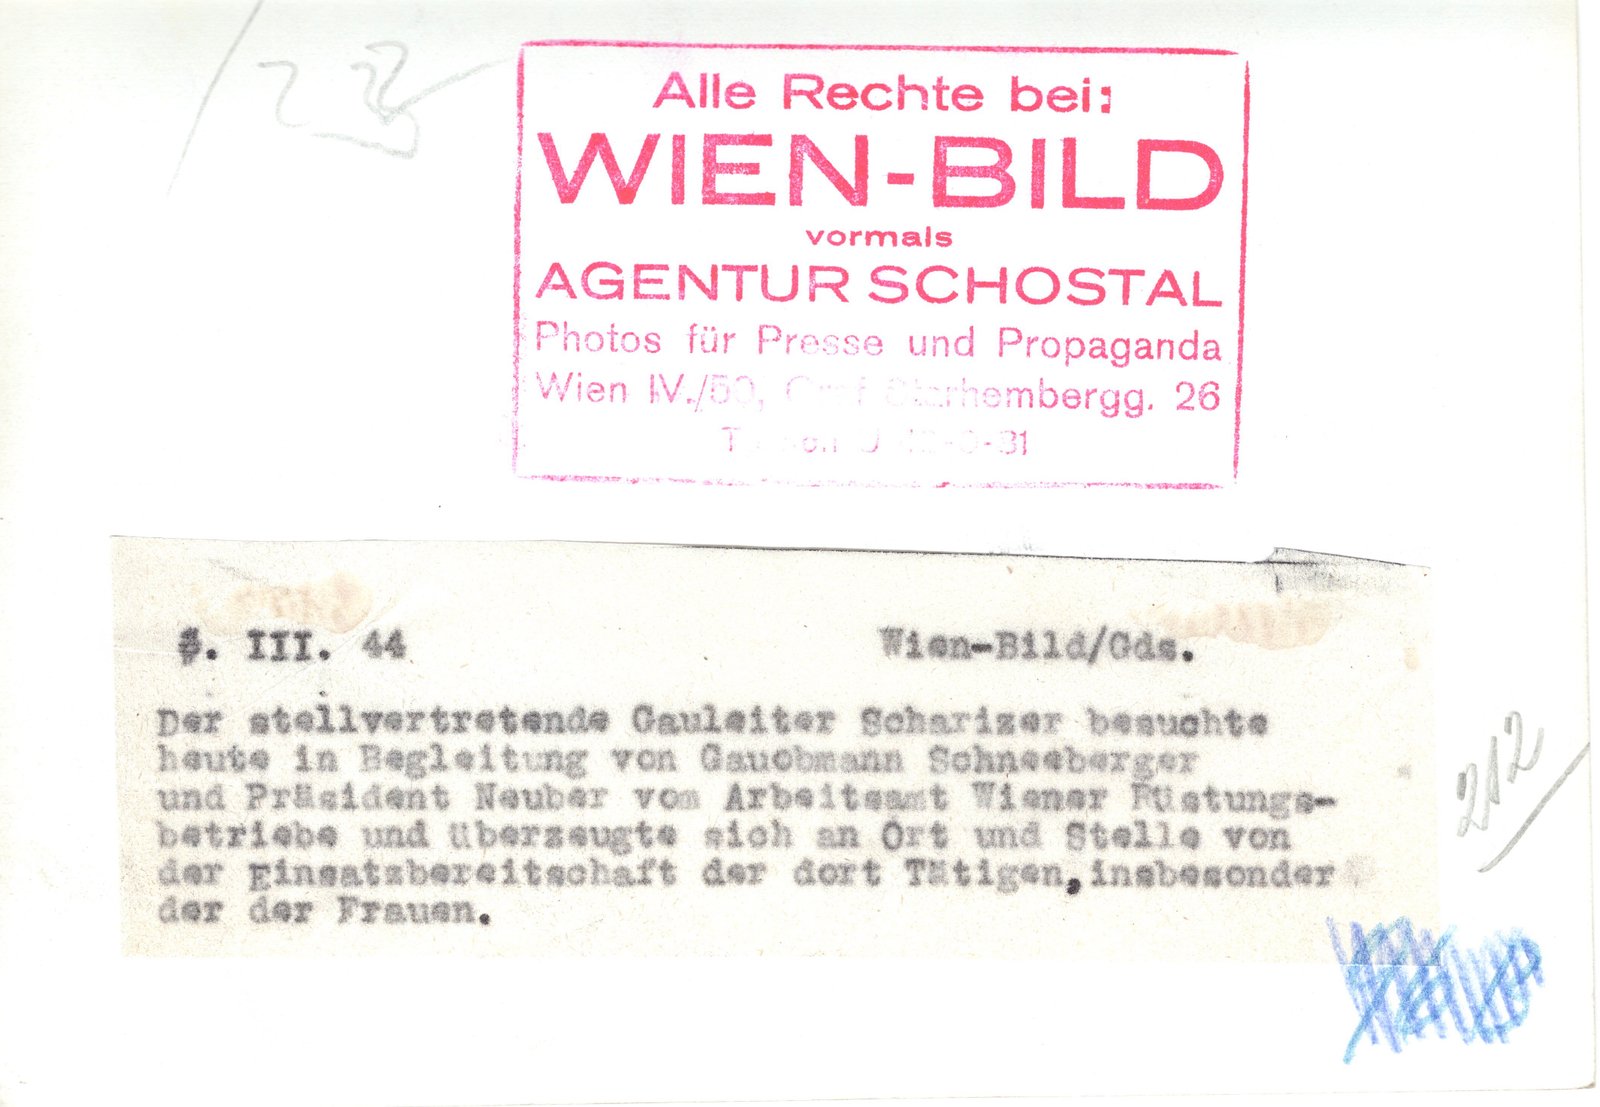 Alle Rechte bei:
WIEN-BILD
vormals
AGENTUR SCHOSTAL
Photos für Presse und Propaganda
Wien IV./50, Graf Starhembergg. 26
. III. 44 Wien-Bild/Gds.
Der stellvertretende Gauleiter Scharizer besuchte
heute in Begleitung von Gauobmann Schneeberger
und Präsident Neuber vom Arbeitsamt Wiener Rüstungs-
betriebe und überzeugte sich an Ort und Stelle von
der Einsatzbereitschaft der dort Tätigen, insbesonder
der der Frauen.
212